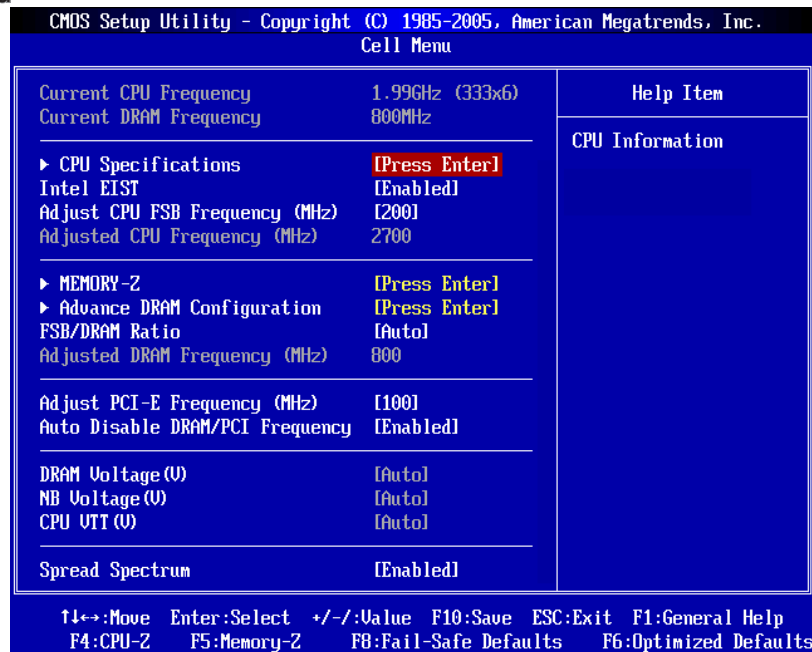 CMOS Setup Utility - Copyright (C) 1985-2005, American Megatrends, Inc.
Cell Menu
Current CPU Frequency 1.99GHz (333x6)
Current DRAM Frequency 800MHz
Help Item
CPU Information
▶ CPU Specifications [Press Enter]
Intel EIST [Enabled]
Adjust CPU FSB Frequency (MHz) [200]
Adjusted CPU Frequency (MHz) 2700
▶ MEMORY-Z [Press Enter]
▶ Advance DRAM Configuration [Press Enter]
FSB/DRAM Ratio [Auto]
Adjusted DRAM Frequency (MHz) 800
Adjust PCI-E Frequency (MHz) [100]
Auto Disable DRAM/PCI Frequency [Enabled]
DRAM Voltage(V) [Auto]
NB Voltage(V) [Auto]
CPU VTT(V) [Auto]
Spread Spectrum [Enabled]
↑↓←→:Move Enter:Select +/-/:Value F10:Save ESC:Exit F1:General Help
F4:CPU-Z F5:Memory-Z F8:Fail-Safe Defaults F6:Optimized Defaults